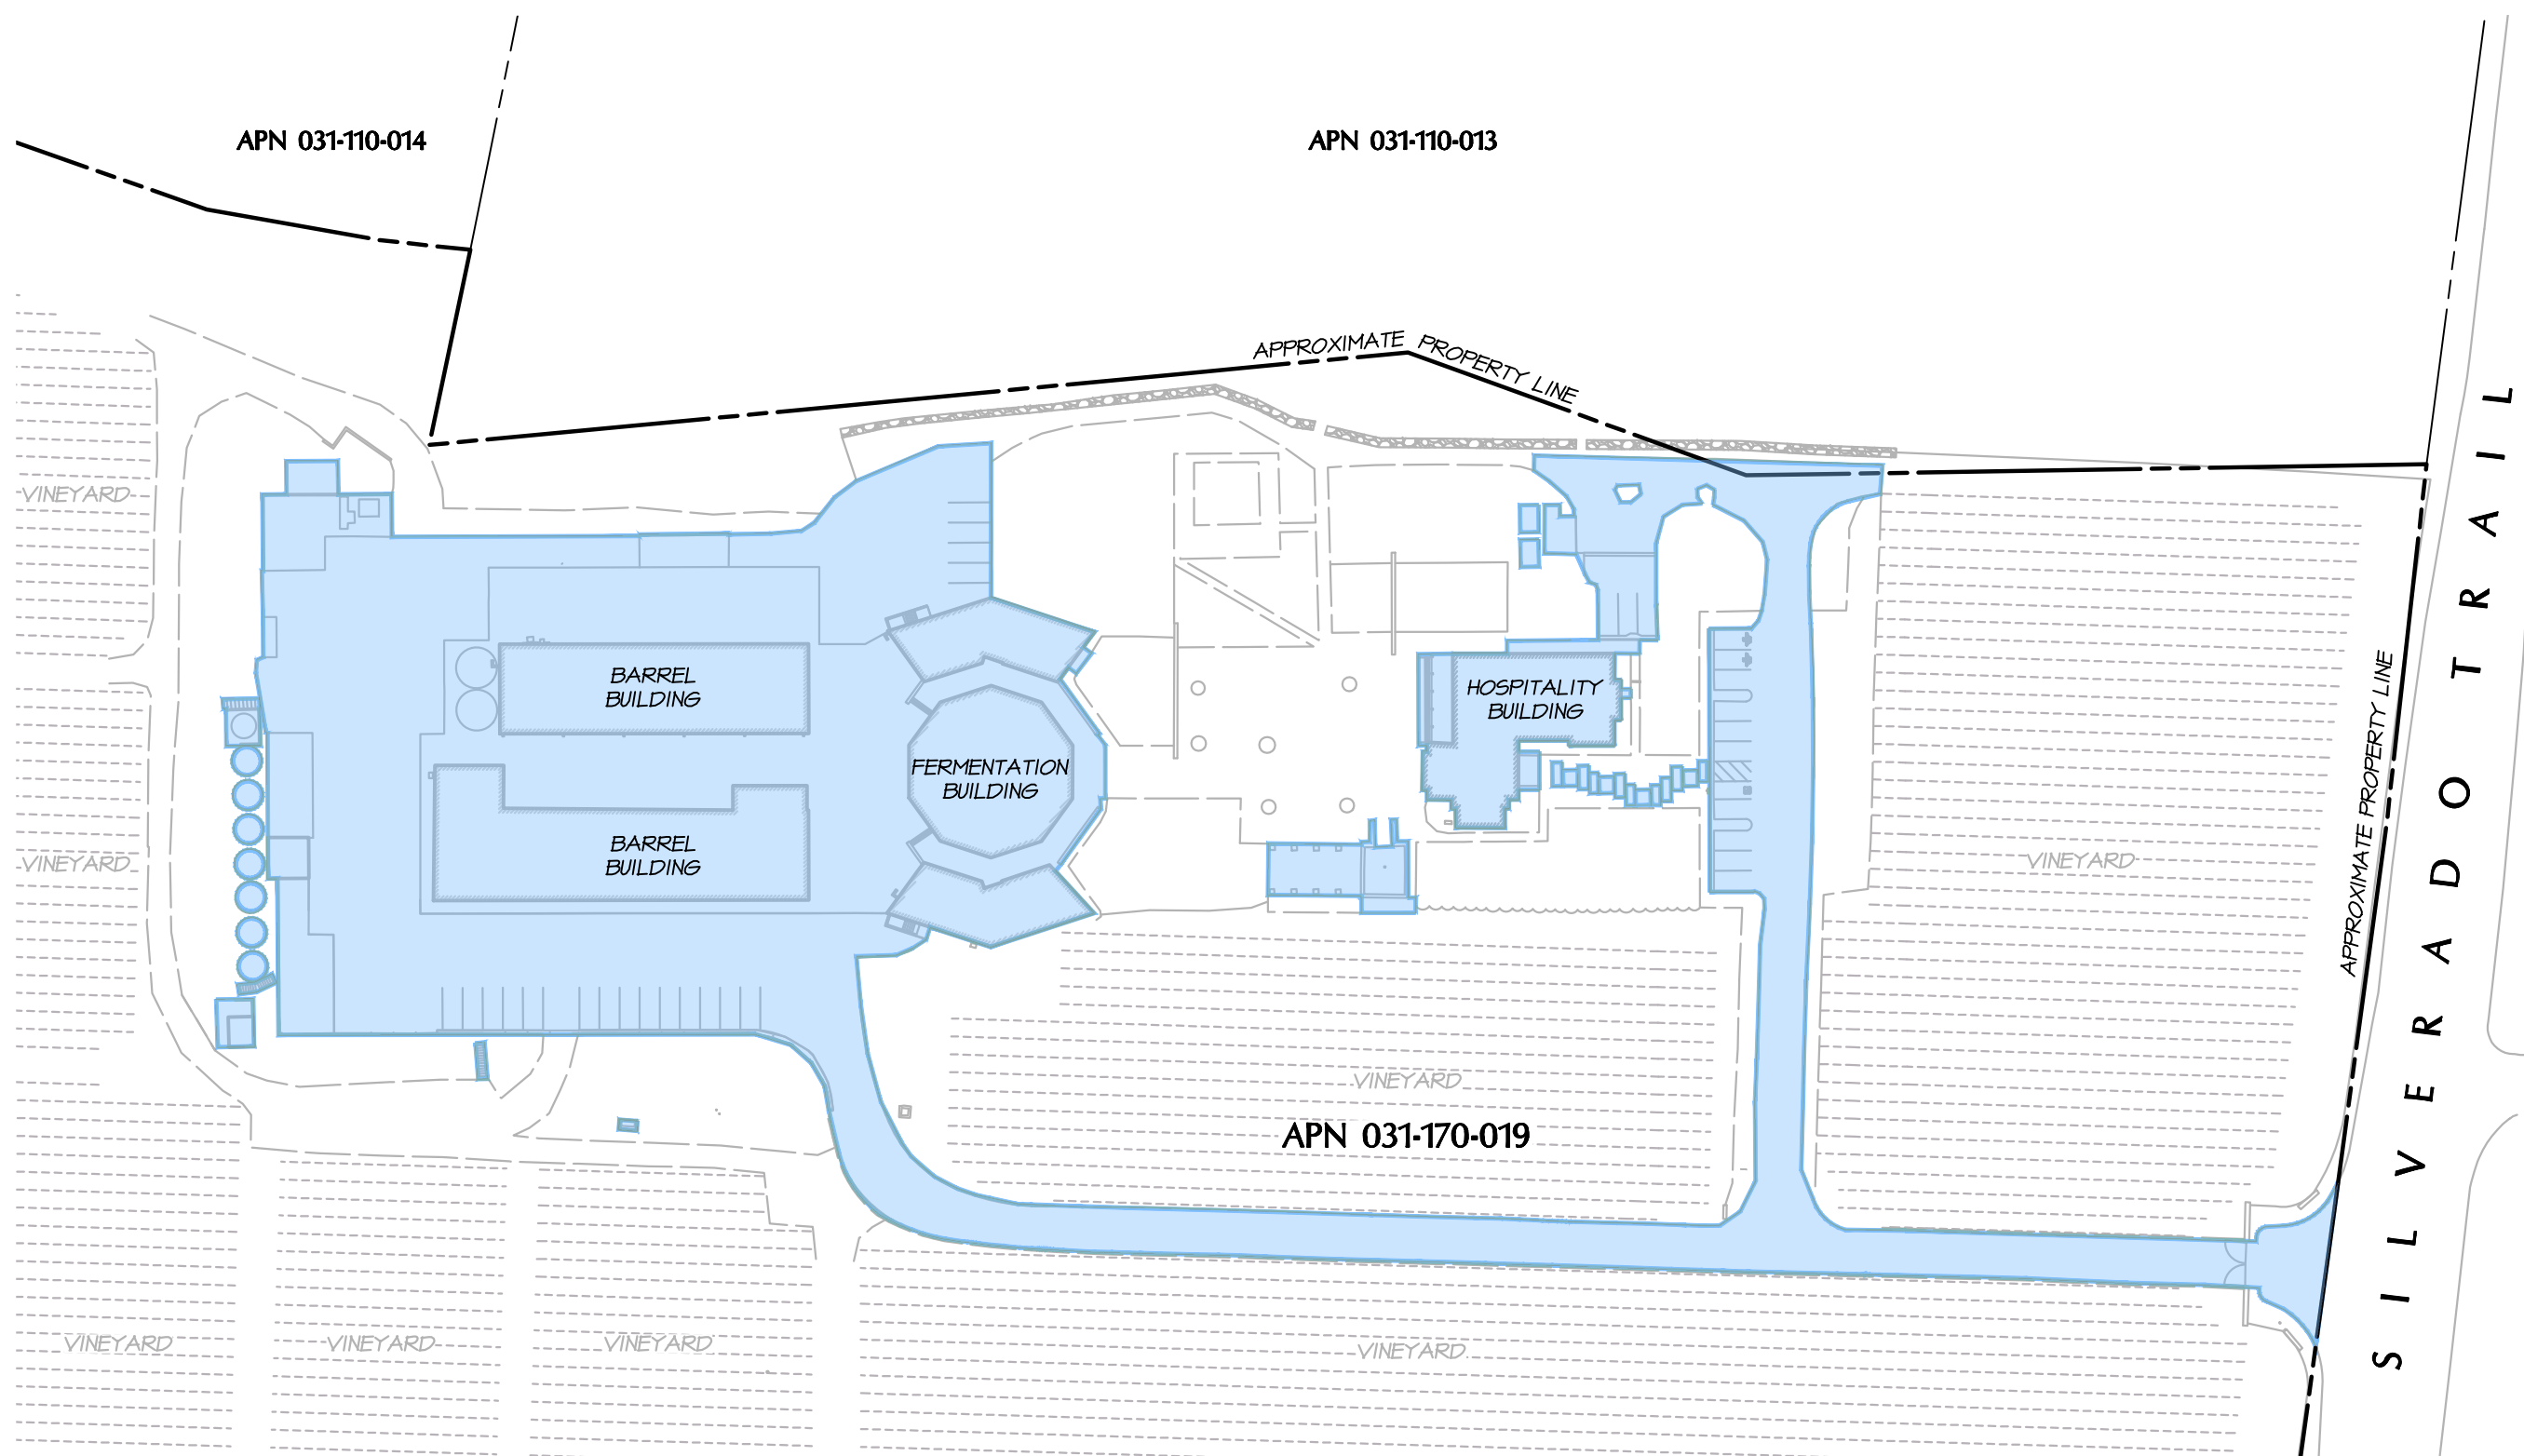 APN 031-110-014
APN 031-110-013
APPROXIMATE PROPERTY LINE
VINEYARD
BARREL
BUILDING
HOSPITALITY
BUILDING
FERMENTATION
BUILDING
BARREL
BUILDING
VINEYARD
VINEYARD
APPROXIMATE PROPERTY LINE
SILVERADO TRAIL
VINEYARD
APN 031-170-019
VINEYARD
VINEYARD
VINEYARD
VINEYARD